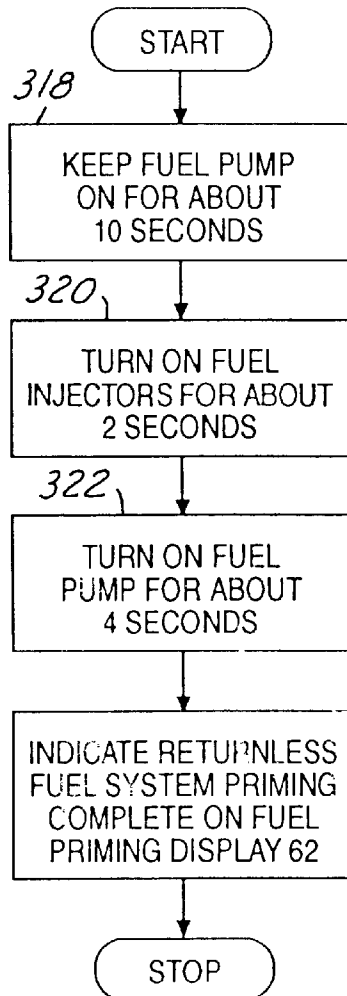 START
318
KEEP FUEL PUMP
ON FOR ABOUT
10 SECONDS
320
TURN ON FUEL
INJECTORS FOR ABOUT
2 SECONDS
322
TURN ON FUEL
PUMP FOR ABOUT
4 SECONDS
INDICATE RETURNLESS
FUEL SYSTEM PRIMING
COMPLETE ON FUEL
PRIMING DISPLAY 62
STOP